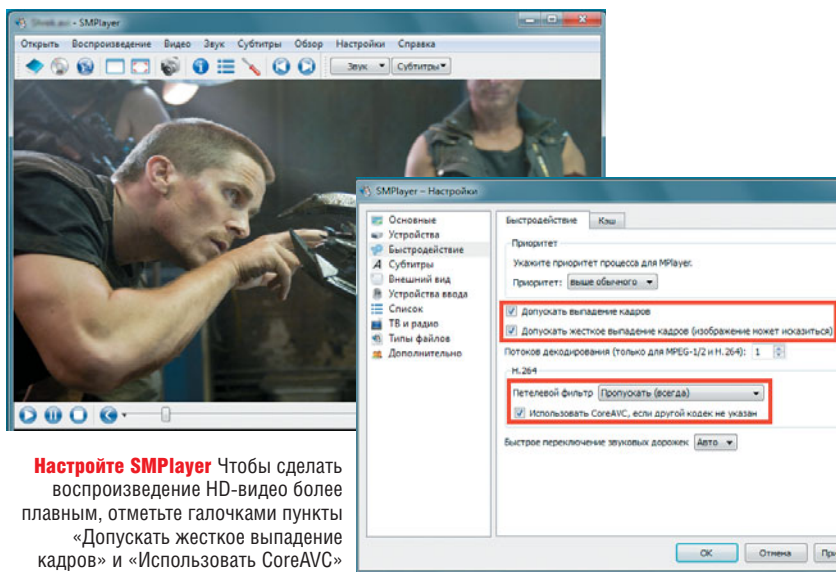 - SMPlayer
Открыть Воспроизведение Видео Звук Субтитры Обзор Настройки Справка
Звук Субтитры
SMPlayer – Настройки
Основные
Устройства
Быстродействие
Субтитры
Внешний вид
Устройства ввода
Список
ТВ и радио
Типы файлов
Дополнительно
Быстродействие Кэш
Приоритет
Укажите приоритет процесса для MPlayer.
Приоритет: выше обычного
Допускать выпадение кадров
Допускать жесткое выпадение кадров (изображение может исказиться)
Потоков декодирования (только для MPEG-1/2 и H.264): 1
H.264
Петелевой фильтр Пропускать (всегда)
Использовать CoreAVC, если другой кодек не указан
Быстрое переключение звуковых дорожек Авто
OK Отмена
Настройте SMPlayer Чтобы сделать
воспроизведение HD-видео более
плавным, отметьте галочками пункты
«Допускать жесткое выпадение
кадров» и «Использовать CoreAVC»